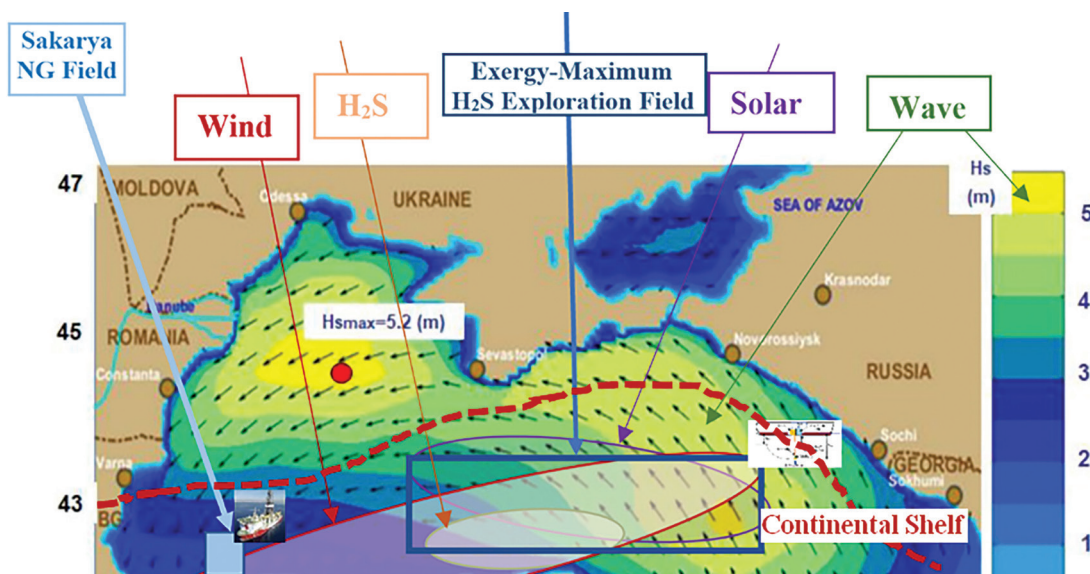 Sakarya
NG Field
Wind
H₂S
Exergy-Maximum
H₂S Exploration Field
Solar
Wave
47
MOLDOVA
Odessa
UKRAINE
SEA OF AZOV
Hs
(m)
5
Krasnodar
Danube
Hsmax=5.2 (m)
4
45
ROMANIA
Sevastopol
Novorossiysk
Constanta
RUSSIA
3
Sochi
Varna
GEORGIA
Sokhumi
2
43
BG
Continental Shelf
1